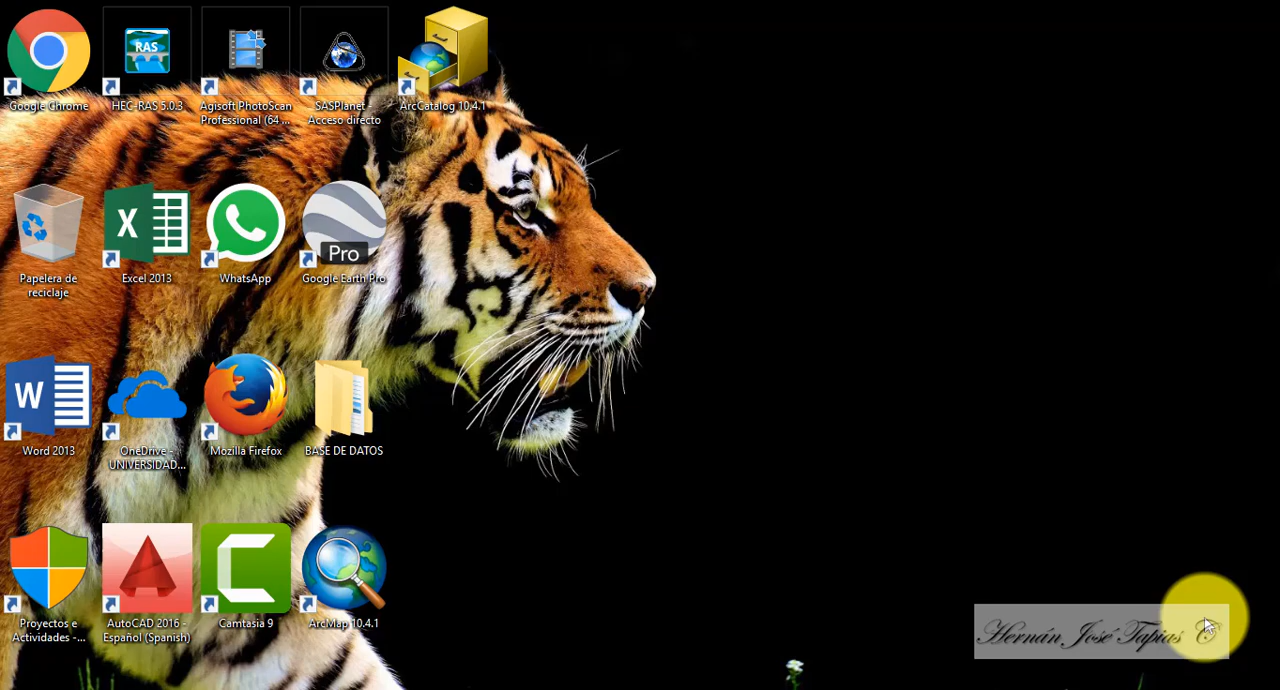 Google Chrome
HEC-RAS 5.0.3
Agisoft PhotoScan
Professional (64 ...
SASPlanet -
Acceso directo
ArcCatalog 10.4.1
RAS
Papelera de
reciclaje
X
Excel 2013
WhatsApp
Pro
Google Earth Pro
W
Word 2013
OneDrive -
UNIVERSIDAD...
Mozilla Firefox
BASE DE DATOS
Proyectos e
Actividades -...
AutoCAD 2016 -
Español (Spanish)
C
Camtasia 9
ArcMap 10.4.1
Hernán José Tapias C